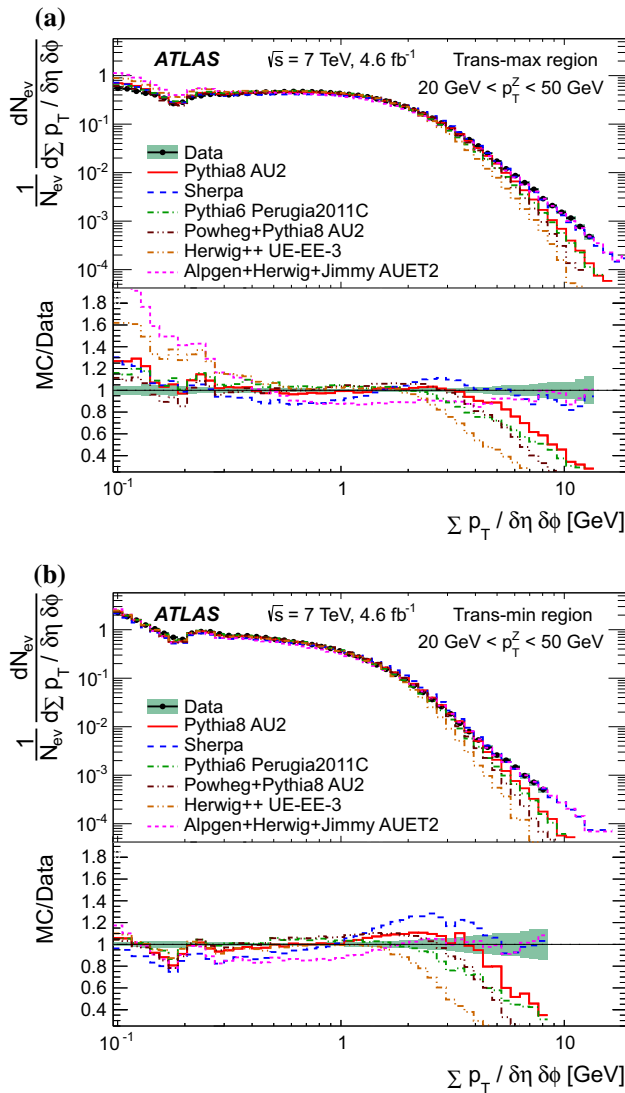 (a)
ATLAS √s = 7 TeV, 4.6 fb⁻¹ Trans-max region
20 GeV < p_T^Z < 50 GeV
1/N_ev dN_ev/d∑p_T / δη δϕ
1
10⁻¹
10⁻²
10⁻³
10⁻⁴
Data
Pythia8 AU2
Sherpa
Pythia6 Perugia2011C
Powheg+Pythia8 AU2
Herwig++ UE-EE-3
Alpgen+Herwig+Jimmy AUET2
MC/Data
1.8
1.6
1.4
1.2
1
0.8
0.6
0.4
10⁻¹ 1 10
∑ p_T / δη δϕ [GeV]
(b)
ATLAS √s = 7 TeV, 4.6 fb⁻¹ Trans-min region
20 GeV < p_T^Z < 50 GeV
1/N_ev dN_ev/d∑p_T / δη δϕ
1
10⁻¹
10⁻²
10⁻³
10⁻⁴
Data
Pythia8 AU2
Sherpa
Pythia6 Perugia2011C
Powheg+Pythia8 AU2
Herwig++ UE-EE-3
Alpgen+Herwig+Jimmy AUET2
MC/Data
1.8
1.6
1.4
1.2
1
0.8
0.6
0.4
10⁻¹ 1 10
∑ p_T / δη δϕ [GeV]